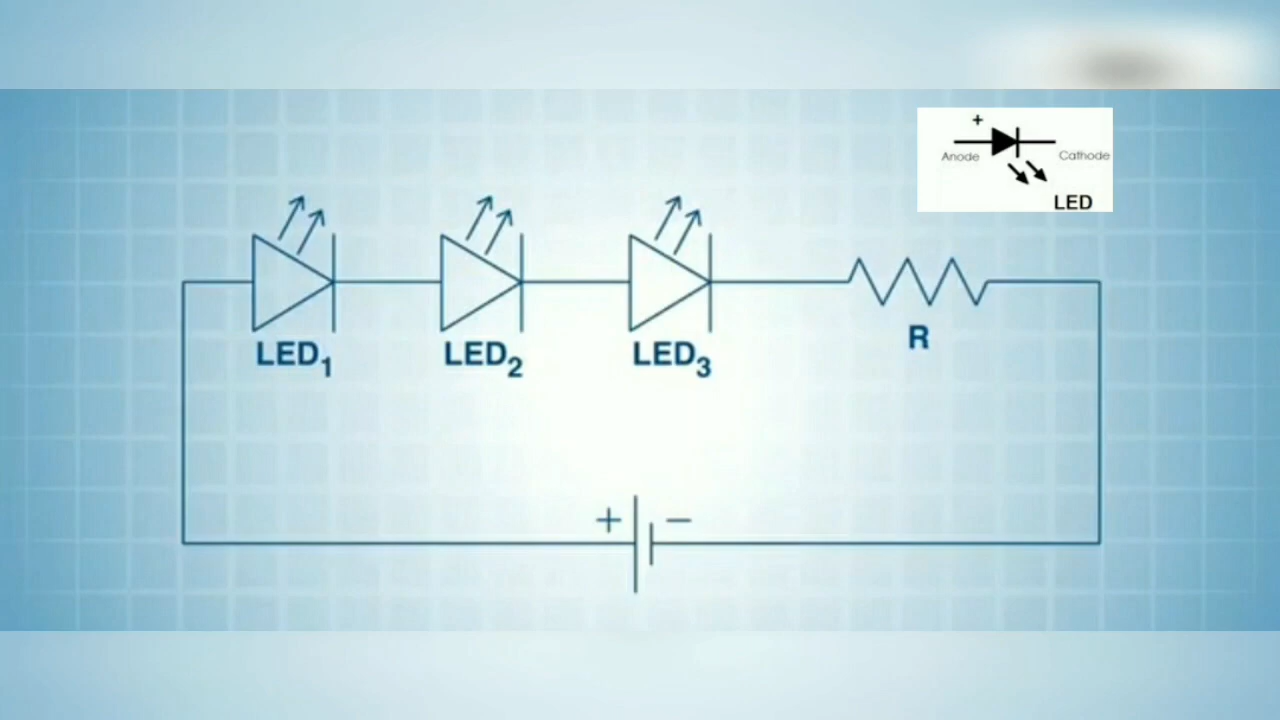 +
Anode
Cathode
LED
LED₁
LED₂
LED₃
R
+
−